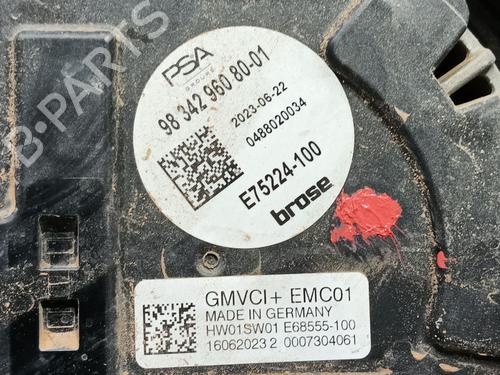 PSA
GROUPE
98 342 960 80-01
2023-06-22
0488020034
E75224-100
brose
GMVCI+ EMC01
MADE IN GERMANY
HW01SW01 E68555-100
16062023 2 0007304061
B-PARTS
B-PARTS